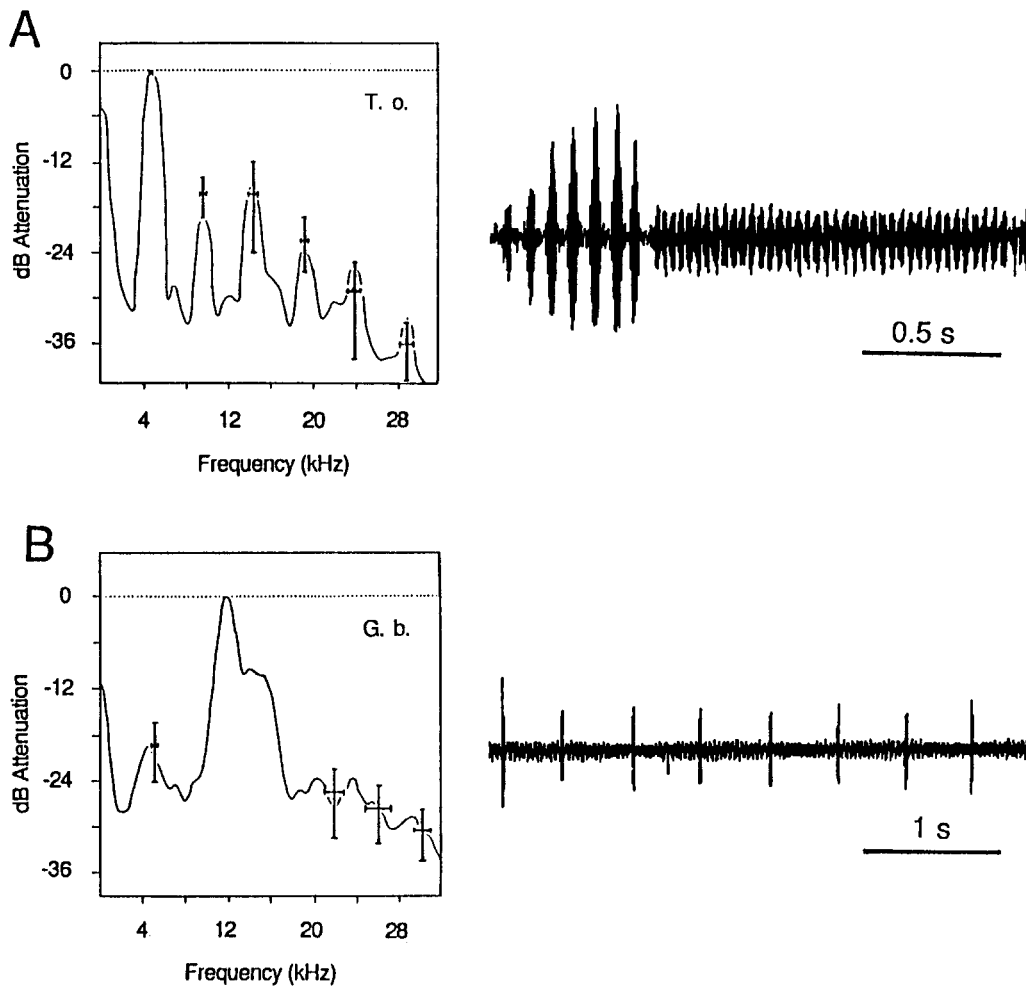 A
T. o.
0
-12
-24
-36
dB Attenuation
4 12 20 28
Frequency (kHz)
0.5 s
B
G. b.
0
-12
-24
-36
dB Attenuation
4 12 20 28
Frequency (kHz)
1 s